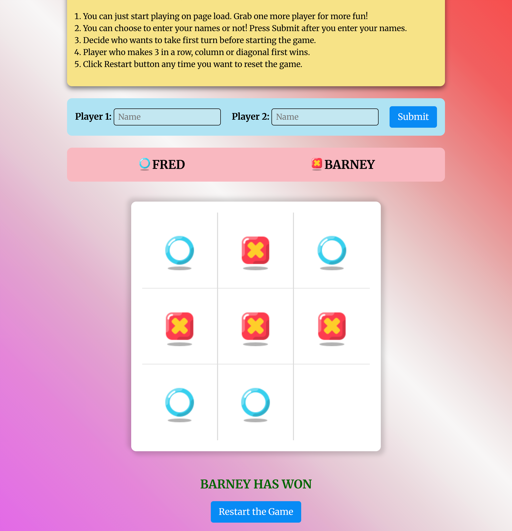 1. You can just start playing on page load. Grab one more player for more fun!
2. You can choose to enter your names or not! Press Submit after you enter your names.
3. Decide who wants to take first turn before starting the game.
4. Player who makes 3 in a row, column or diagonal first wins.
5. Click Restart button any time you want to reset the game.
Player 1: Name Player 2: Name Submit
FRED BARNEY
BARNEY HAS WON
Restart the Game